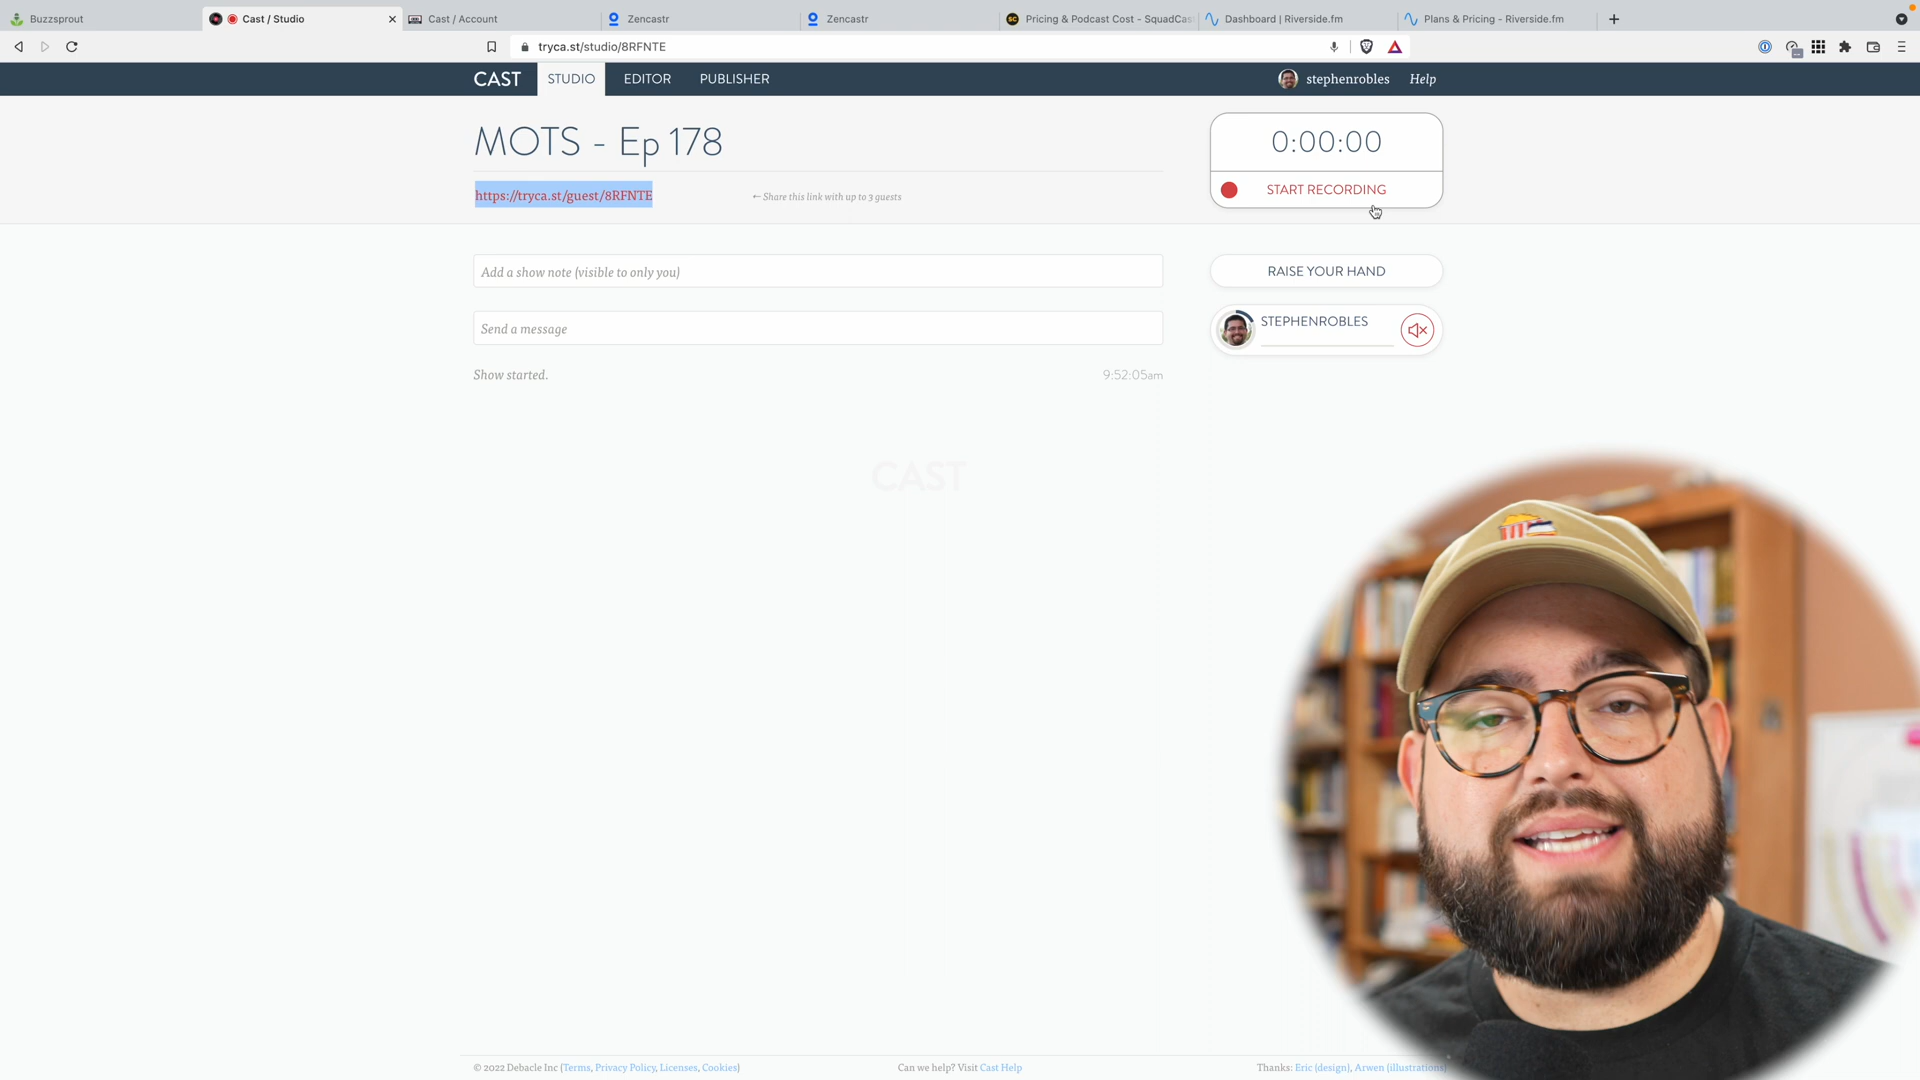 Buzzsprout
Cast / Studio
Cast / Account
Zencastr
Zencastr
Pricing & Podcast Cost - SquadCas
Dashboard | Riverside.fm
Plans & Pricing - Riverside.fm
tryca.st/studio/8RFNTE
CAST
STUDIO
EDITOR
PUBLISHER
stephenrobles
Help
MOTS - Ep 178
0:00:00
https://tryca.st/guest/8RFNTE
← Share this link with up to 3 guests
START RECORDING
Add a show note (visible to only you)
RAISE YOUR HAND
Send a message
STEPHENROBLES
Show started.
9:52:05am
CAST
© 2022 Debacle Inc (Terms, Privacy Policy, Licenses, Cookies)
Can we help? Visit Cast Help
Thanks: Eric (design), Arwen (illustrations)